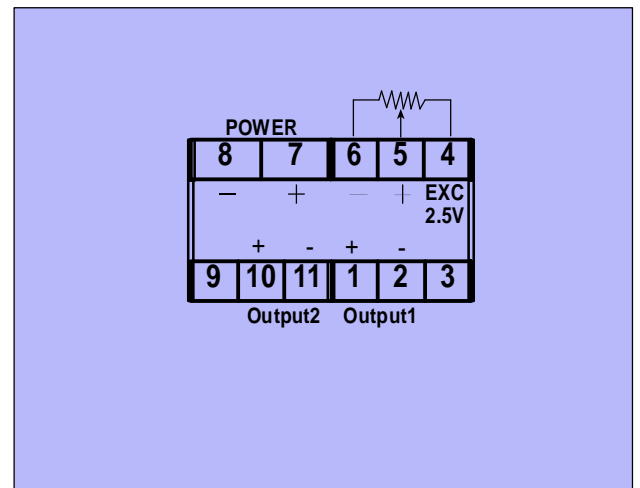 POWER
8 7 6 5 4
− + − + EXC
2.5V
+ - + -
9 10 11 1 2 3
Output2 Output1